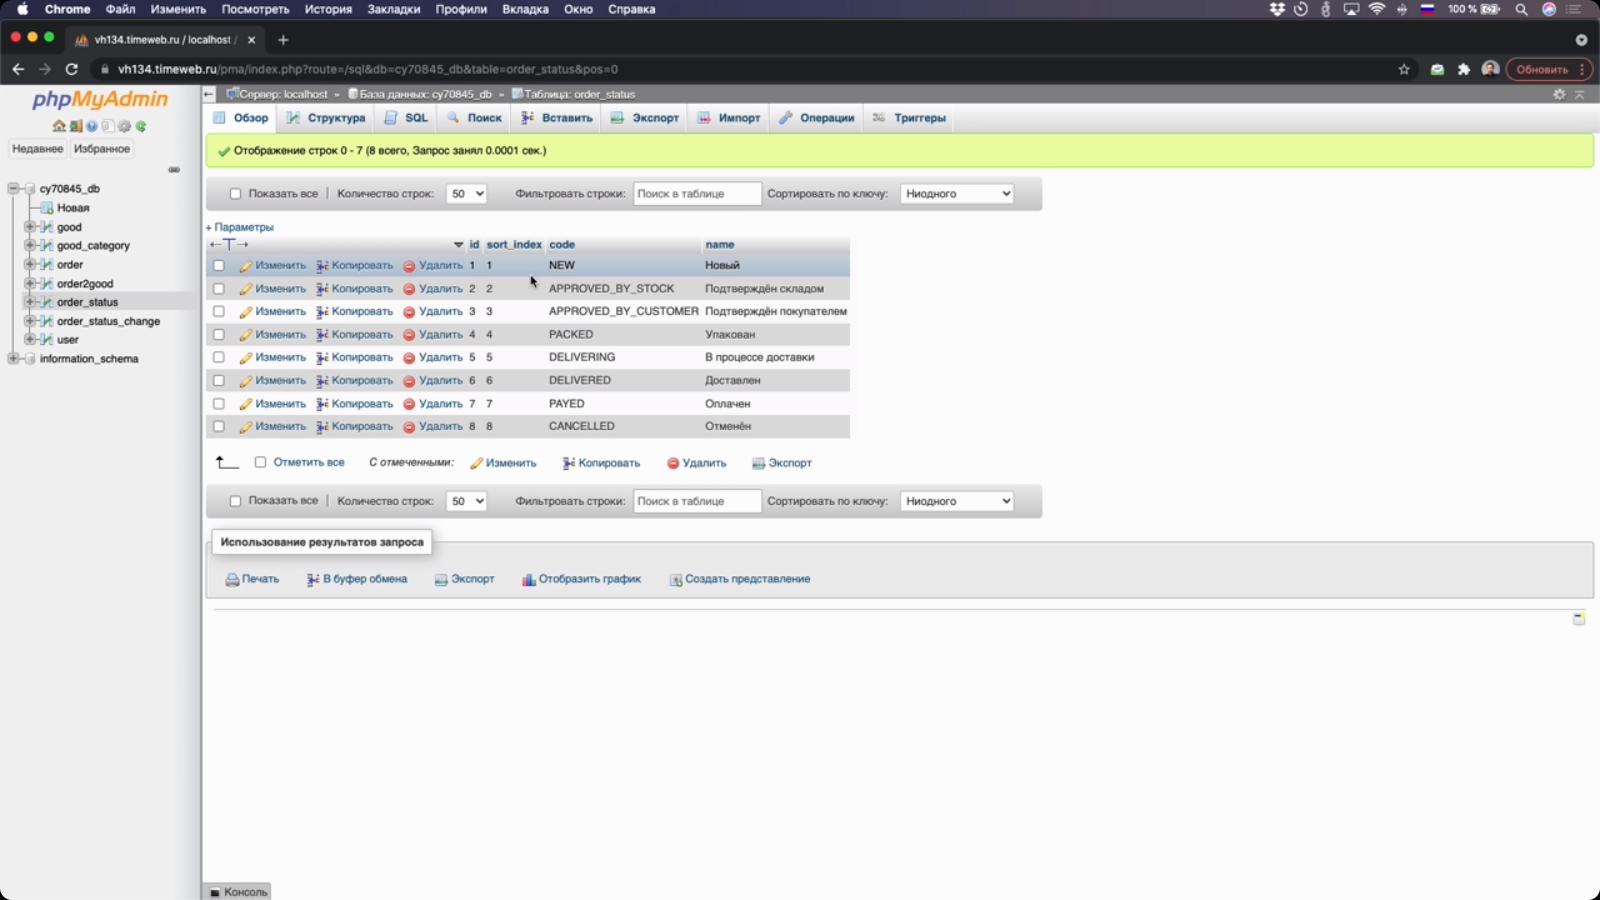 Chrome Файл Изменить Посмотреть История Закладки Профили Вкладка Окно Справка 100 %
vh134.timeweb.ru / localhost /
vh134.timeweb.ru/pma/index.php?route=/sql&db=cy70845_db&table=order_status&pos=0 Обновить
phpMyAdmin
Недавнее Избранное
cy70845_db
Новая
good
good_category
order
order2good
order_status
order_status_change
user
information_schema
Сервер: localhost » База данных: cy70845_db » Таблица: order_status
Обзор Структура SQL Поиск Вставить Экспорт Импорт Операции Триггеры
Отображение строк 0 - 7 (8 всего, Запрос занял 0.0001 сек.)
Показать все | Количество строк: 50 Фильтровать строки: Поиск в таблице Сортировать по ключу: Ниодного
+ Параметры
←T→ id sort_index code name
Изменить Копировать Удалить 1 1 NEW Новый
Изменить Копировать Удалить 2 2 APPROVED_BY_STOCK Подтверждён складом
Изменить Копировать Удалить 3 3 APPROVED_BY_CUSTOMER Подтверждён покупателем
Изменить Копировать Удалить 4 4 PACKED Упакован
Изменить Копировать Удалить 5 5 DELIVERING В процессе доставки
Изменить Копировать Удалить 6 6 DELIVERED Доставлен
Изменить Копировать Удалить 7 7 PAYED Оплачен
Изменить Копировать Удалить 8 8 CANCELLED Отменён
Отметить все С отмеченными: Изменить Копировать Удалить Экспорт
Показать все | Количество строк: 50 Фильтровать строки: Поиск в таблице Сортировать по ключу: Ниодного
Использование результатов запроса
Печать В буфер обмена Экспорт Отобразить график Создать представление
Консоль